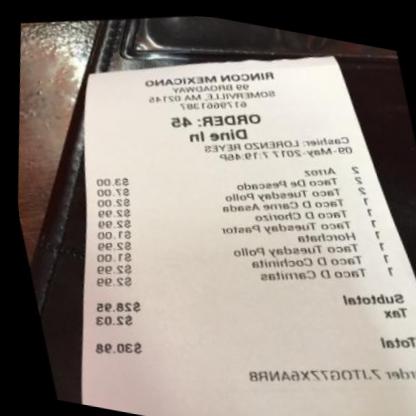 RINCON MEXICANO
99 BROADWAY
SOMERVILLE, MA 02145
6179661387
ORDER: 45
Dine In
Cashier: LORENZO REYES
09-May-2017 7:19:46P
2 Arroz $3.00
2 Taco De Pescado $7.00
2 Taco Tuesday Pollo $2.00
1 Taco D Carne Asada $2.99
1 Taco D Chorizo $2.99
1 Taco Tuesday Pastor $1.00
1 Horchata $2.99
1 Taco Tuesday Pollo $1.00
1 Taco D Cochinita $2.99
1 Taco D Carnitas $2.99
Subtotal $28.95
Tax $2.03
Total $30.98
rder 7JTOG7ZX6ANR8